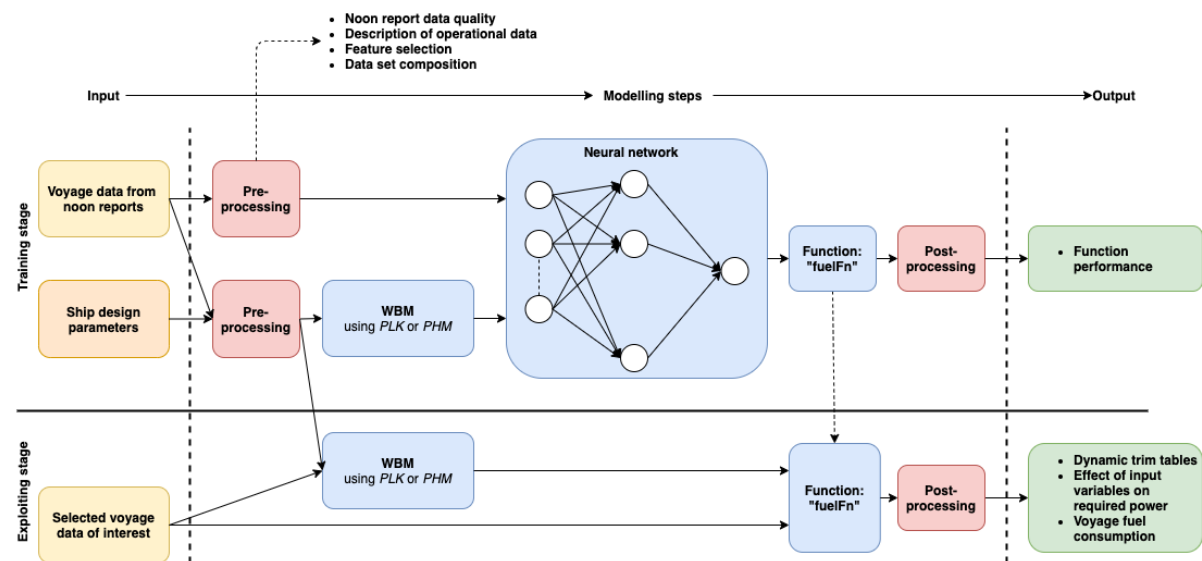 Noon report data quality
Description of operational data
Feature selection
Data set composition
Input
Modelling steps
Output
Training stage
Voyage data from
noon reports
Pre-
processing
Neural network
Function:
"fuelFn"
Post-
processing
Function
performance
Ship design
parameters
Pre-
processing
WBM
using PLK or PHM
Exploiting stage
Selected voyage
data of interest
WBM
using PLK or PHM
Function:
"fuelFn"
Post-
processing
Dynamic trim tables
Effect of input
variables on
required power
Voyage fuel
consumption